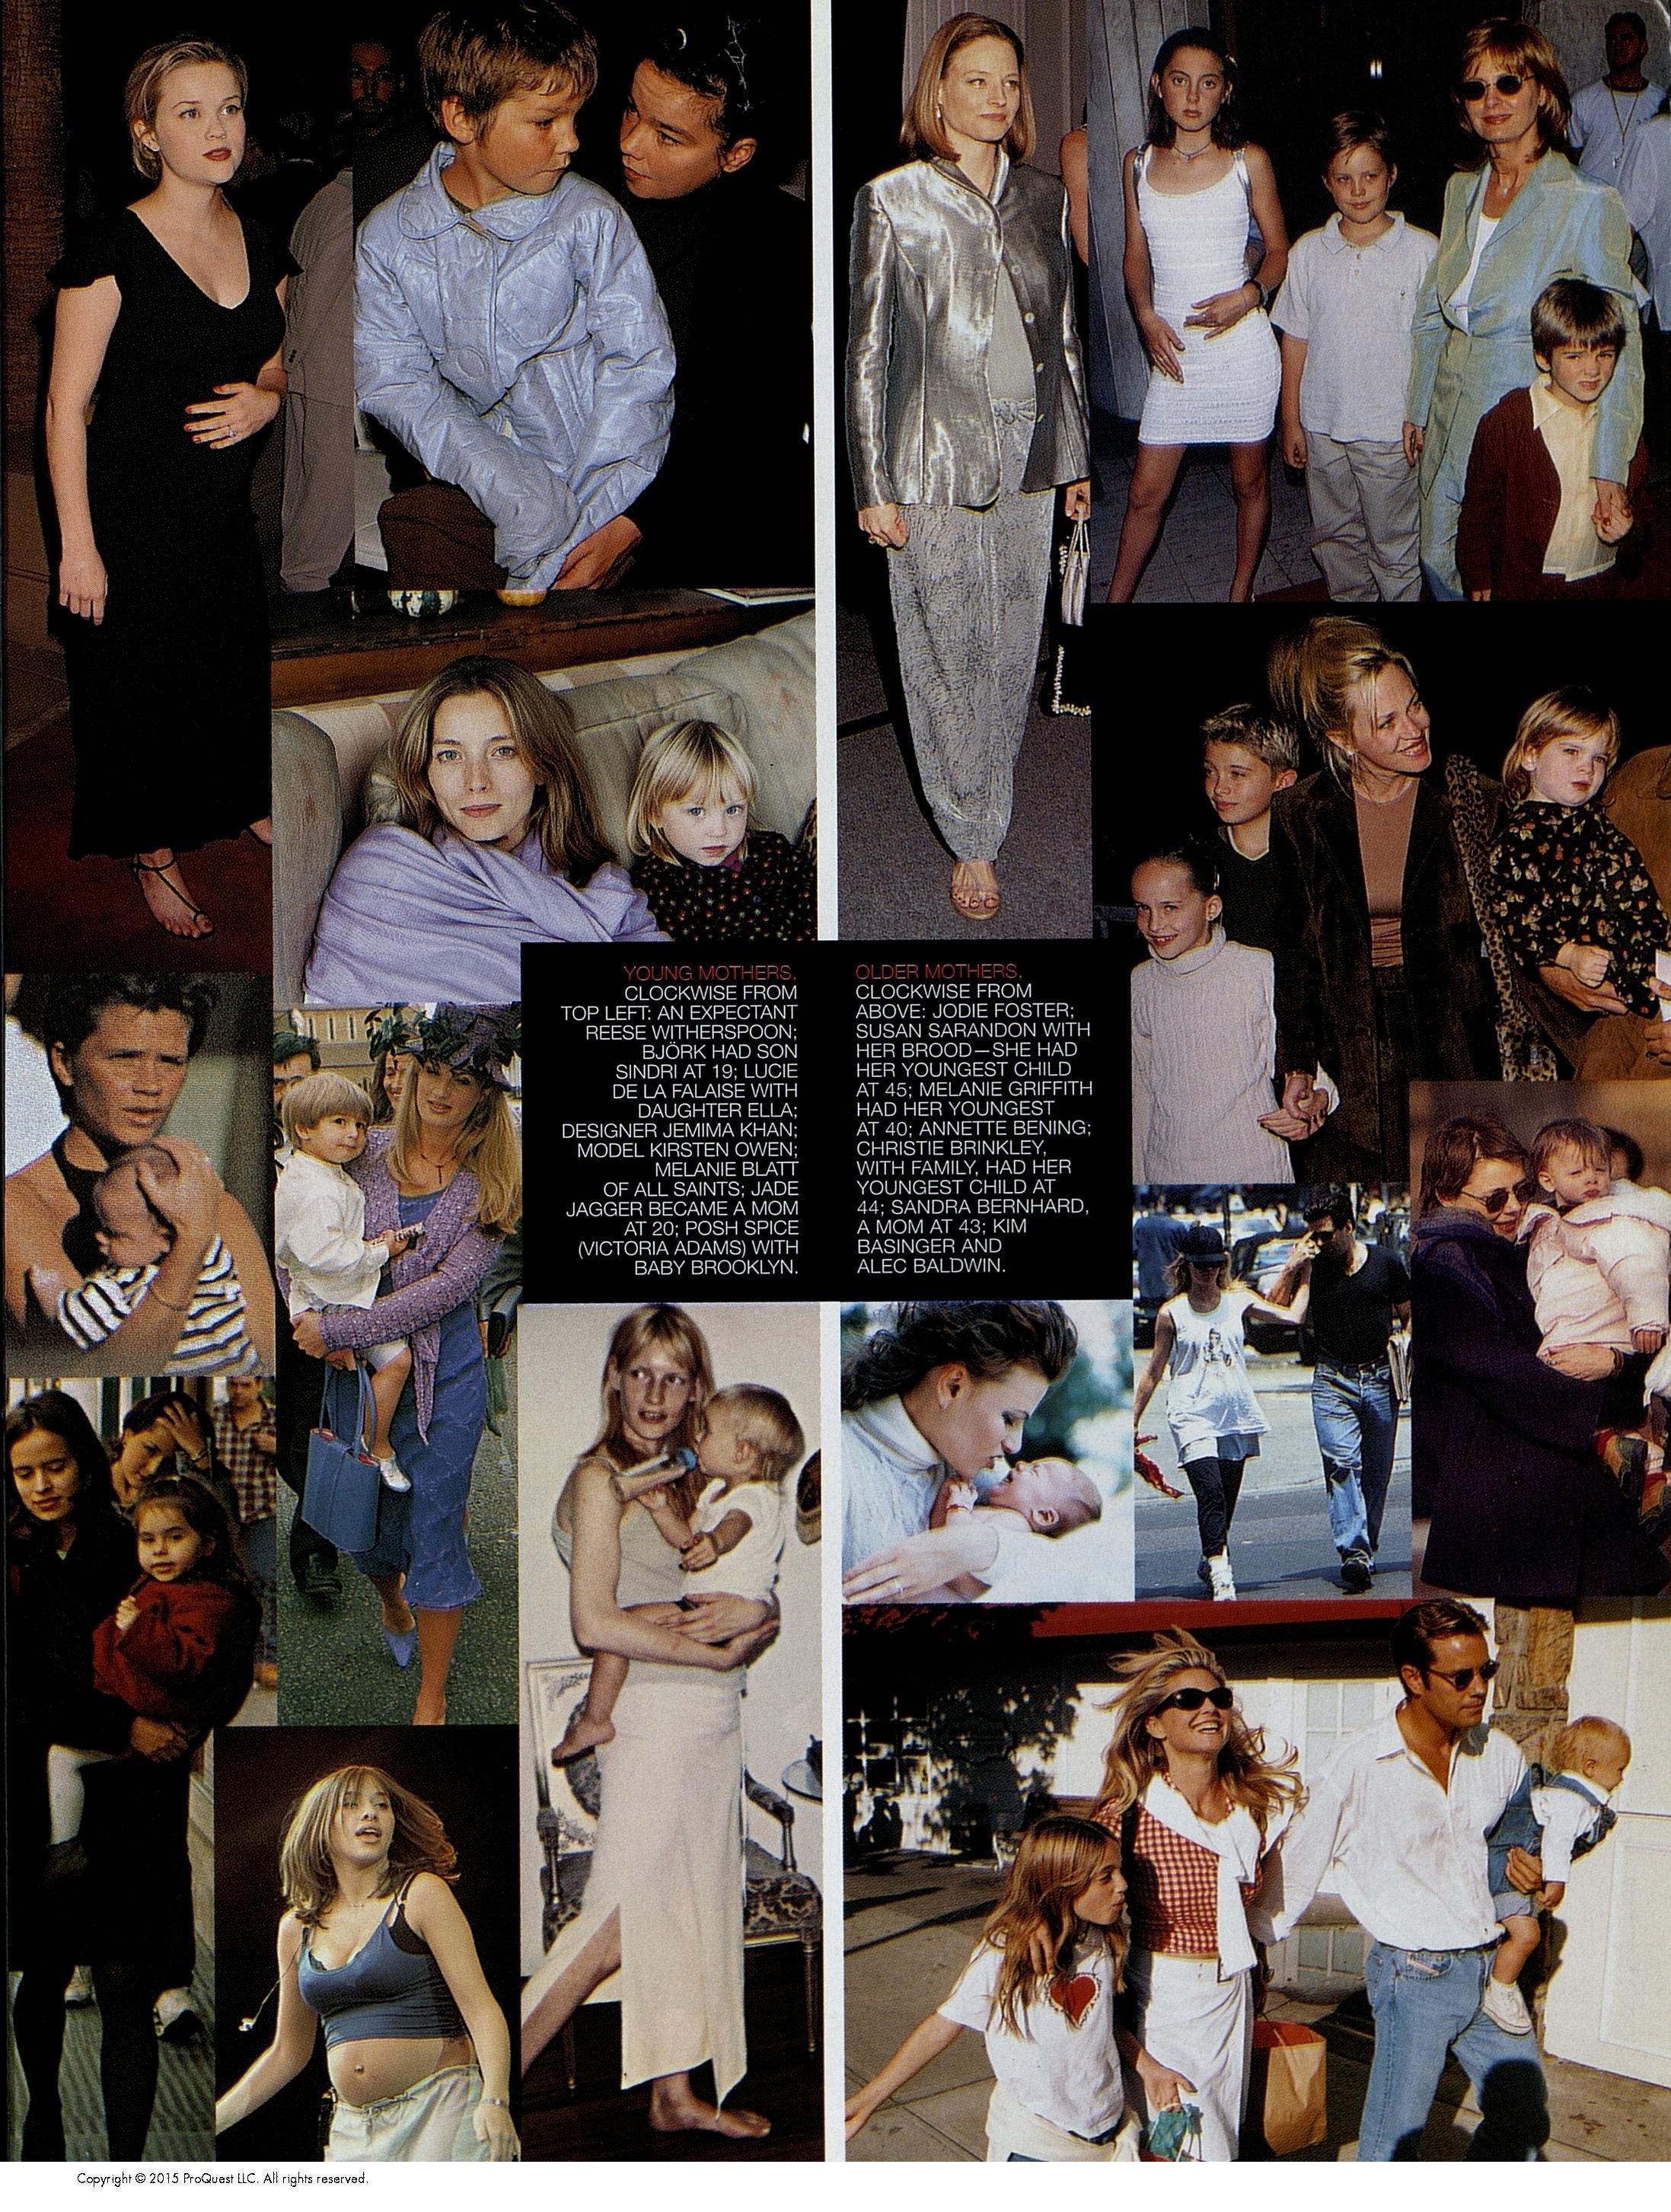 YOUNG MOTHERS,
CLOCKWISE FROM
TOP LEFT: AN EXPECTANT
REESE WITHERSPOON;
BJÖRK HAD SON
SINDRI AT 19; LUCIE
DE LA FALAISE WITH
DAUGHTER ELLA;
DESIGNER JEMIMA KHAN;
MODEL KIRSTEN OWEN;
MELANIE BLATT
OF ALL SAINTS; JADE
JAGGER BECAME A MOM
AT 20; POSH SPICE
(VICTORIA ADAMS) WITH
BABY BROOKLYN.
OLDER MOTHERS,
CLOCKWISE FROM
ABOVE: JODIE FOSTER;
SUSAN SARANDON WITH
HER BROOD—SHE HAD
HER YOUNGEST CHILD
AT 45; MELANIE GRIFFITH
HAD HER YOUNGEST
AT 40; ANNETTE BENING;
CHRISTIE BRINKLEY,
WITH FAMILY, HAD HER
YOUNGEST CHILD AT
44; SANDRA BERNHARD,
A MOM AT 43; KIM
BASINGER AND
ALEC BALDWIN.
Copyright © 2015 ProQuest LLC. All rights reserved.